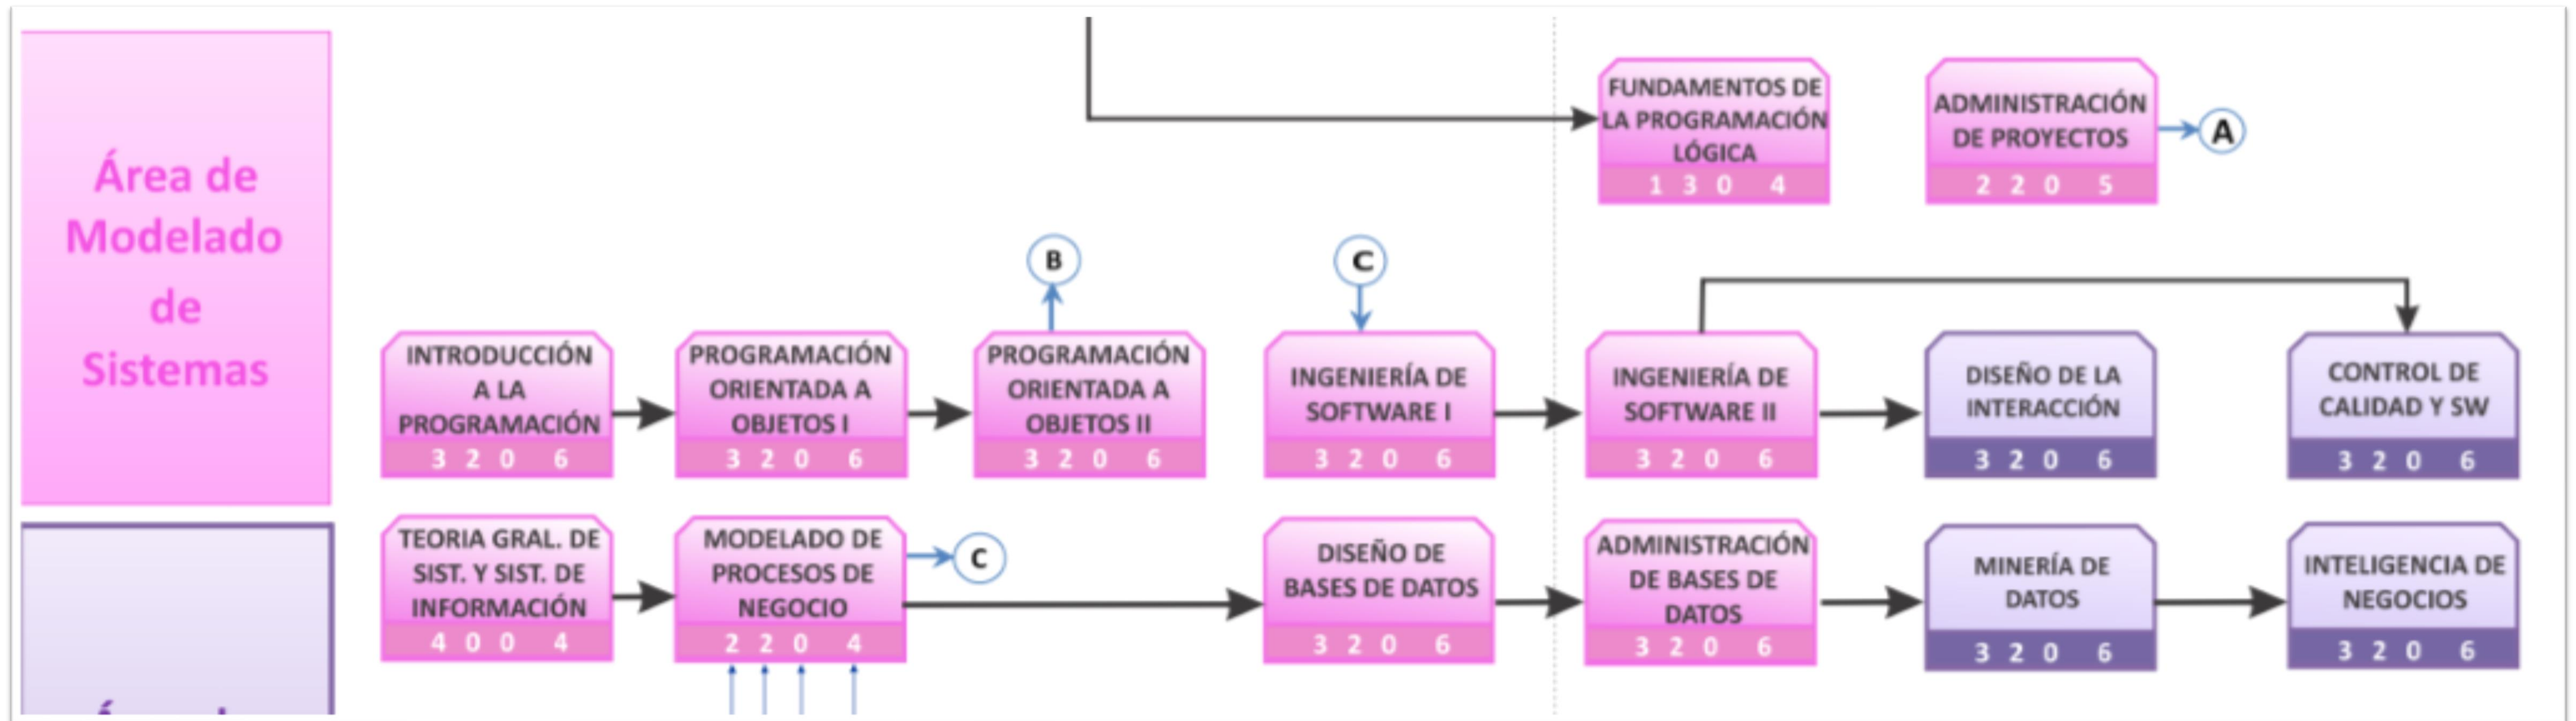 Área de
Modelado
de
Sistemas
FUNDAMENTOS DE
LA PROGRAMACIÓN
LÓGICA
1 3 0 4
ADMINISTRACIÓN
DE PROYECTOS
2 2 0 5
A
B
C
INTRODUCCIÓN
A LA
PROGRAMACIÓN
3 2 0 6
PROGRAMACIÓN
ORIENTADA A
OBJETOS I
3 2 0 6
PROGRAMACIÓN
ORIENTADA A
OBJETOS II
3 2 0 6
INGENIERÍA DE
SOFTWARE I
3 2 0 6
INGENIERÍA DE
SOFTWARE II
3 2 0 6
DISEÑO DE LA
INTERACCIÓN
3 2 0 6
CONTROL DE
CALIDAD Y SW
3 2 0 6
TEORIA GRAL. DE
SIST. Y SIST. DE
INFORMACIÓN
4 0 0 4
MODELADO DE
PROCESOS DE
NEGOCIO
2 2 0 4
C
DISEÑO DE
BASES DE DATOS
3 2 0 6
ADMINISTRACIÓN
DE BASES DE
DATOS
3 2 0 6
MINERÍA DE
DATOS
3 2 0 6
INTELIGENCIA DE
NEGOCIOS
3 2 0 6